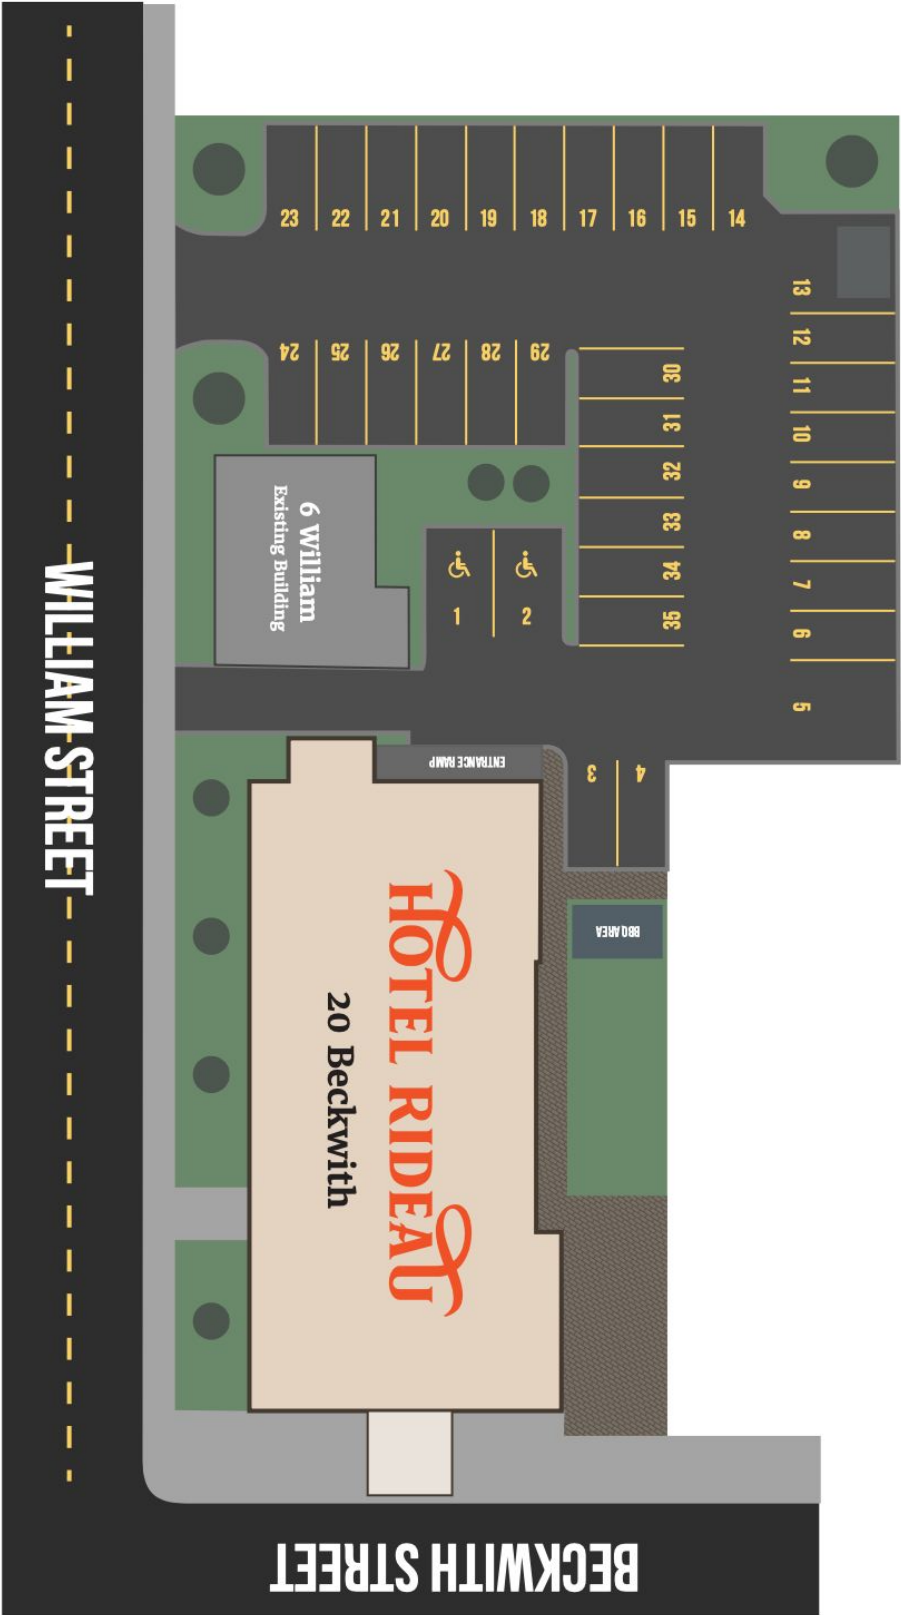 23 22 21 20 19 18 17 16 15 14
13
12
11
10
9
8
7
6
5
24 25 26 27 28 29
30
31
32
33
34
35
6 William
Existing Building
1 2
ENTRANCE RAMP
3 4
BBQ AREA
WILLIAM STREET
HOTEL RIDEAU
20 Beckwith
BECKWITH STREET